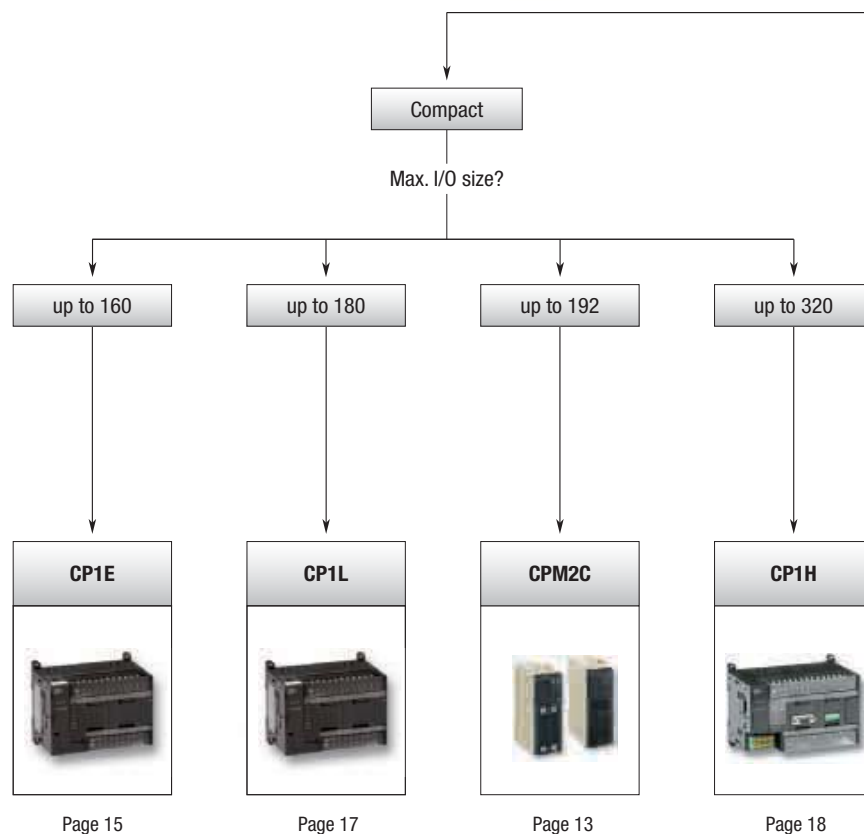 Compact
Max. I/O size?
up to 160
up to 180
up to 192
up to 320
CP1E
CP1L
CPM2C
CP1H
Page 15
Page 17
Page 13
Page 18